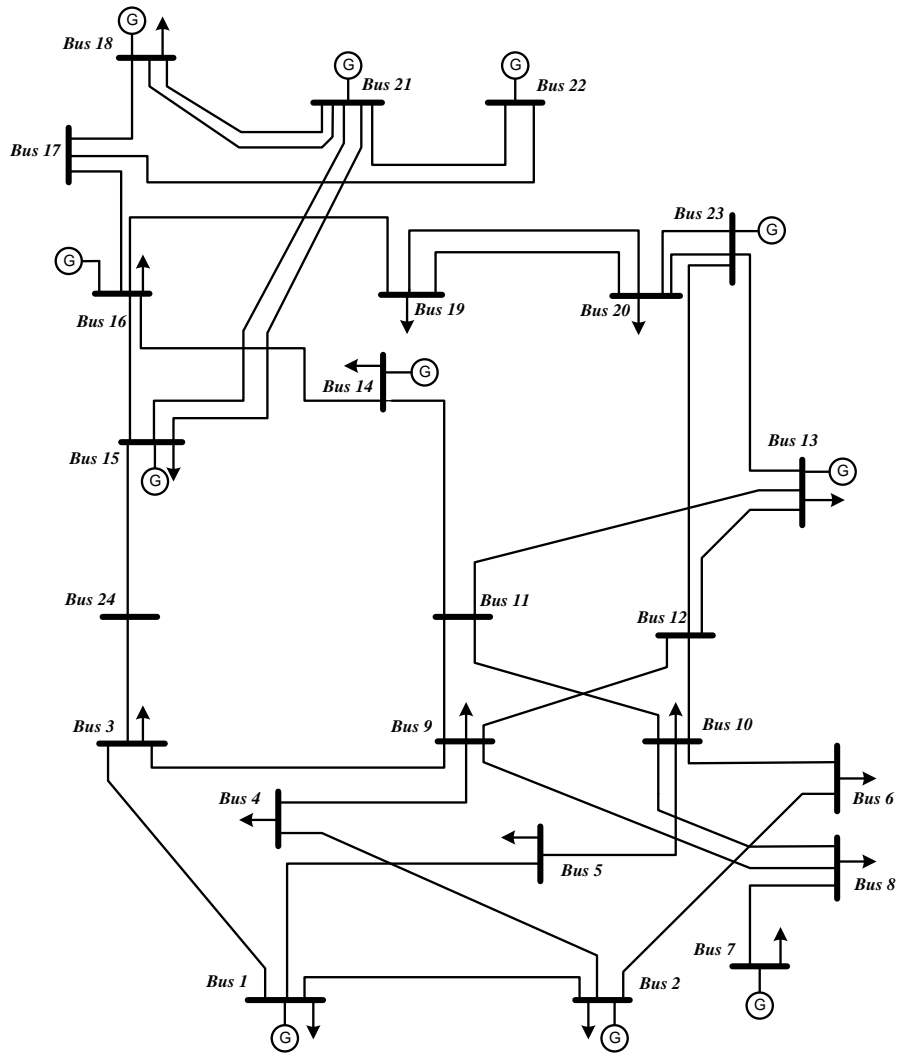 G
Bus 18
G
Bus 21
G
Bus 22
Bus 17
Bus 23
G
G
Bus 16
Bus 19
Bus 20
Bus 14
G
Bus 13
Bus 15
G
G
Bus 24
Bus 11
Bus 12
Bus 3
Bus 9
Bus 10
Bus 4
Bus 6
Bus 5
Bus 8
Bus 7
Bus 1
Bus 2
G
G
G